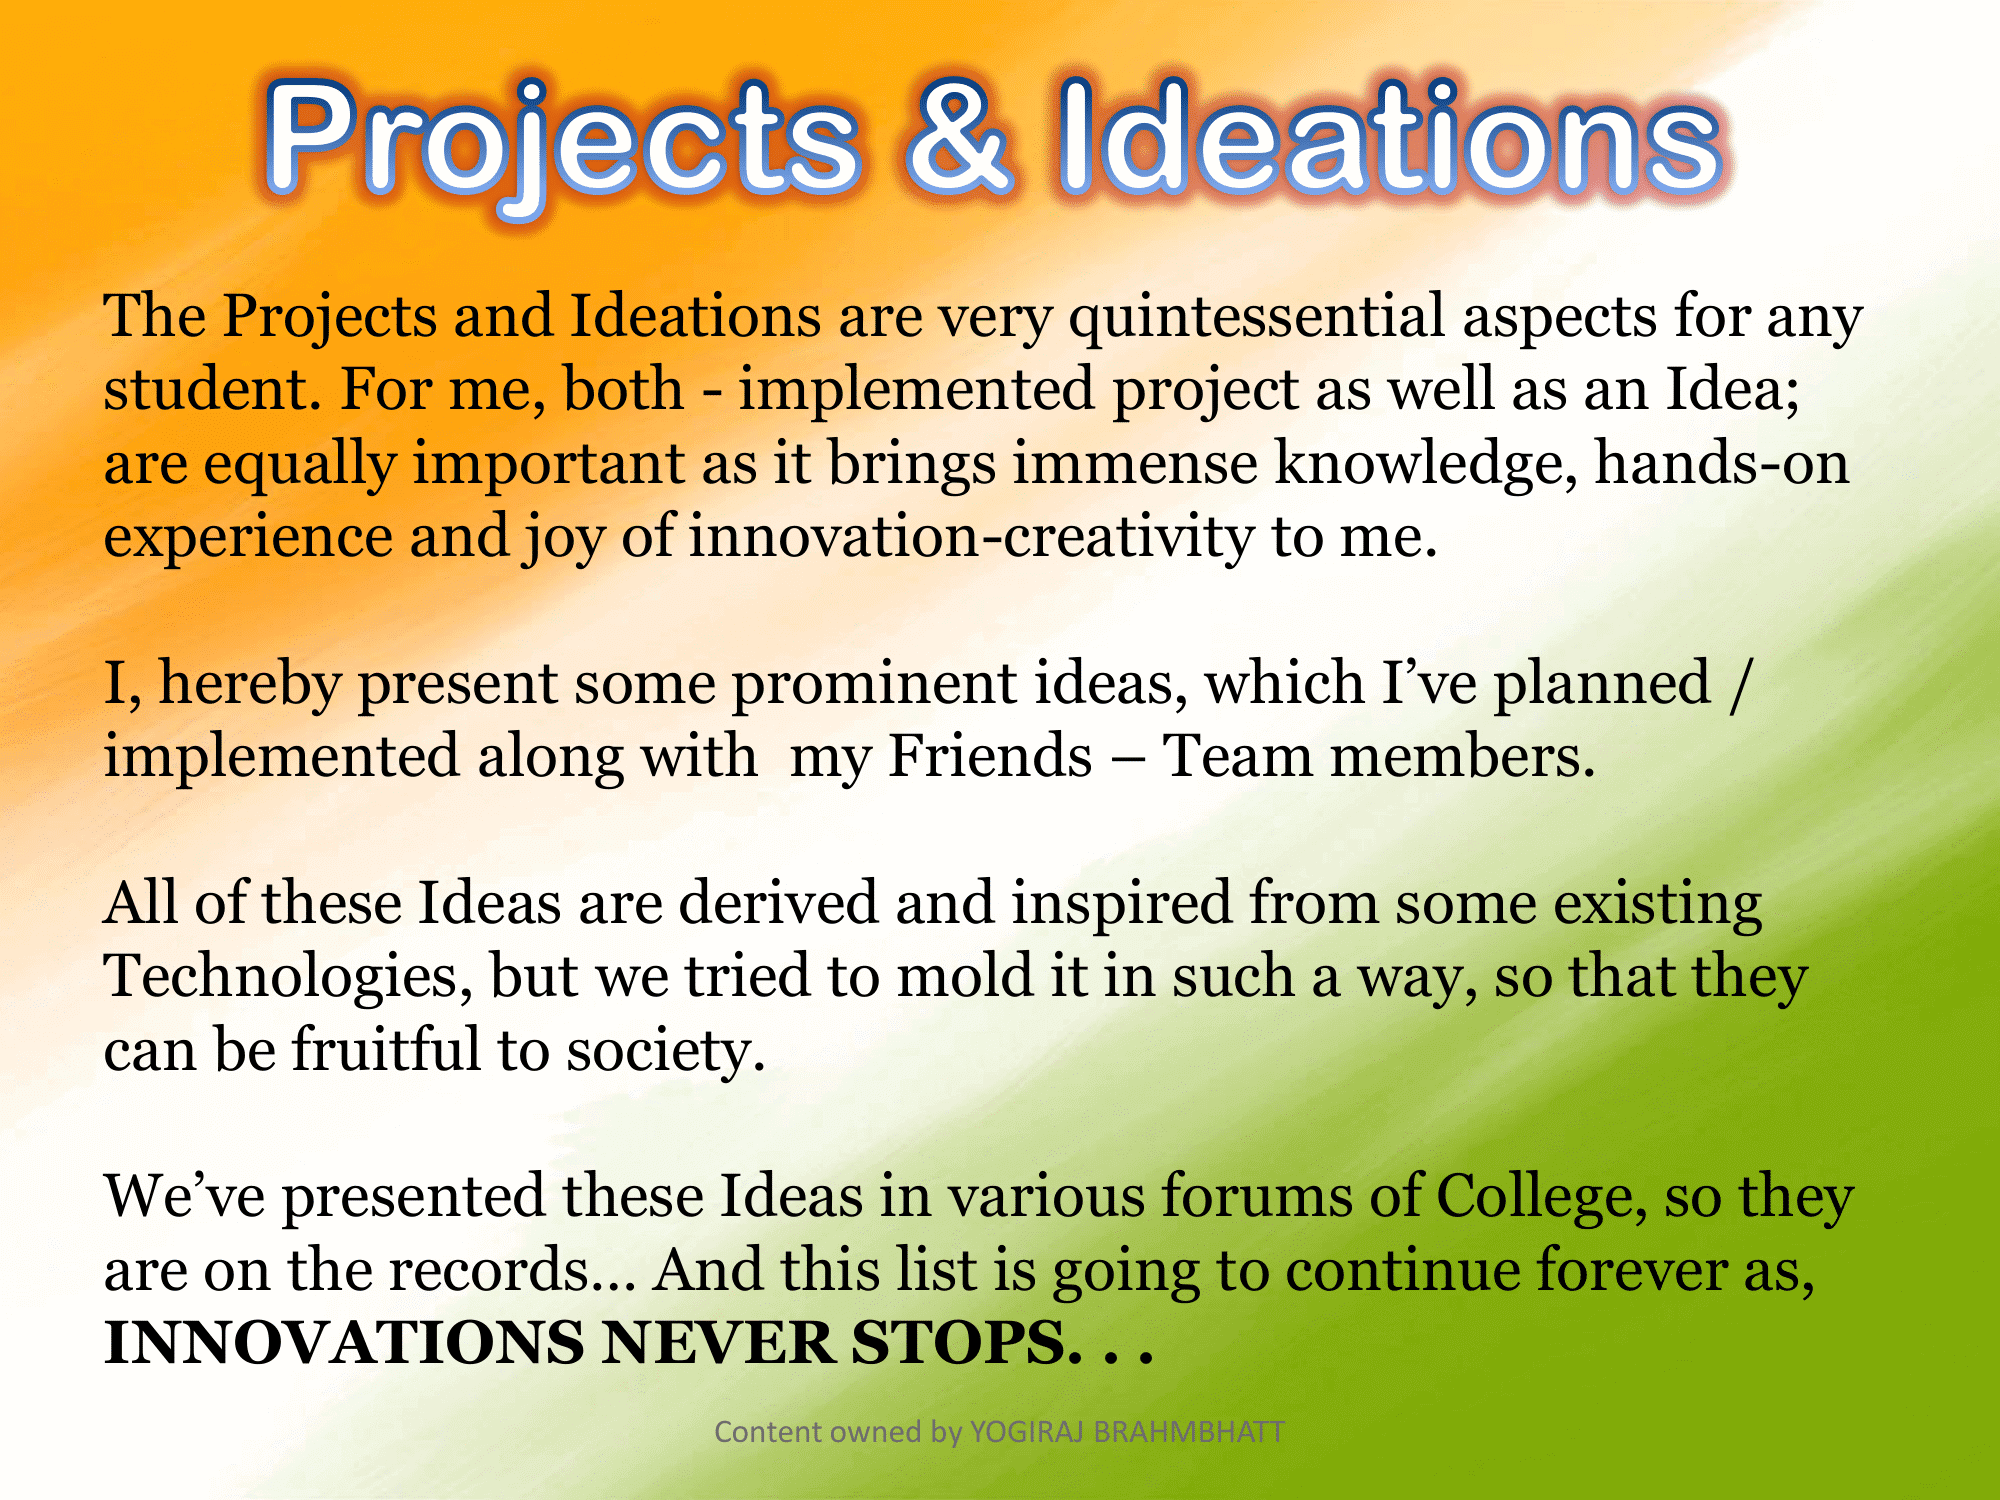 Projects & Ideations
The Projects and Ideations are very quintessential aspects for any
student. For me, both - implemented project as well as an Idea;
are equally important as it brings immense knowledge, hands-on
experience and joy of innovation-creativity to me.
I, hereby present some prominent ideas, which I’ve planned /
implemented along with  my Friends – Team members.
All of these Ideas are derived and inspired from some existing
Technologies, but we tried to mold it in such a way, so that they
can be fruitful to society.
We’ve presented these Ideas in various forums of College, so they
are on the records… And this list is going to continue forever as,
INNOVATIONS NEVER STOPS. . .
Content owned by YOGIRAJ BRAHMBHATT